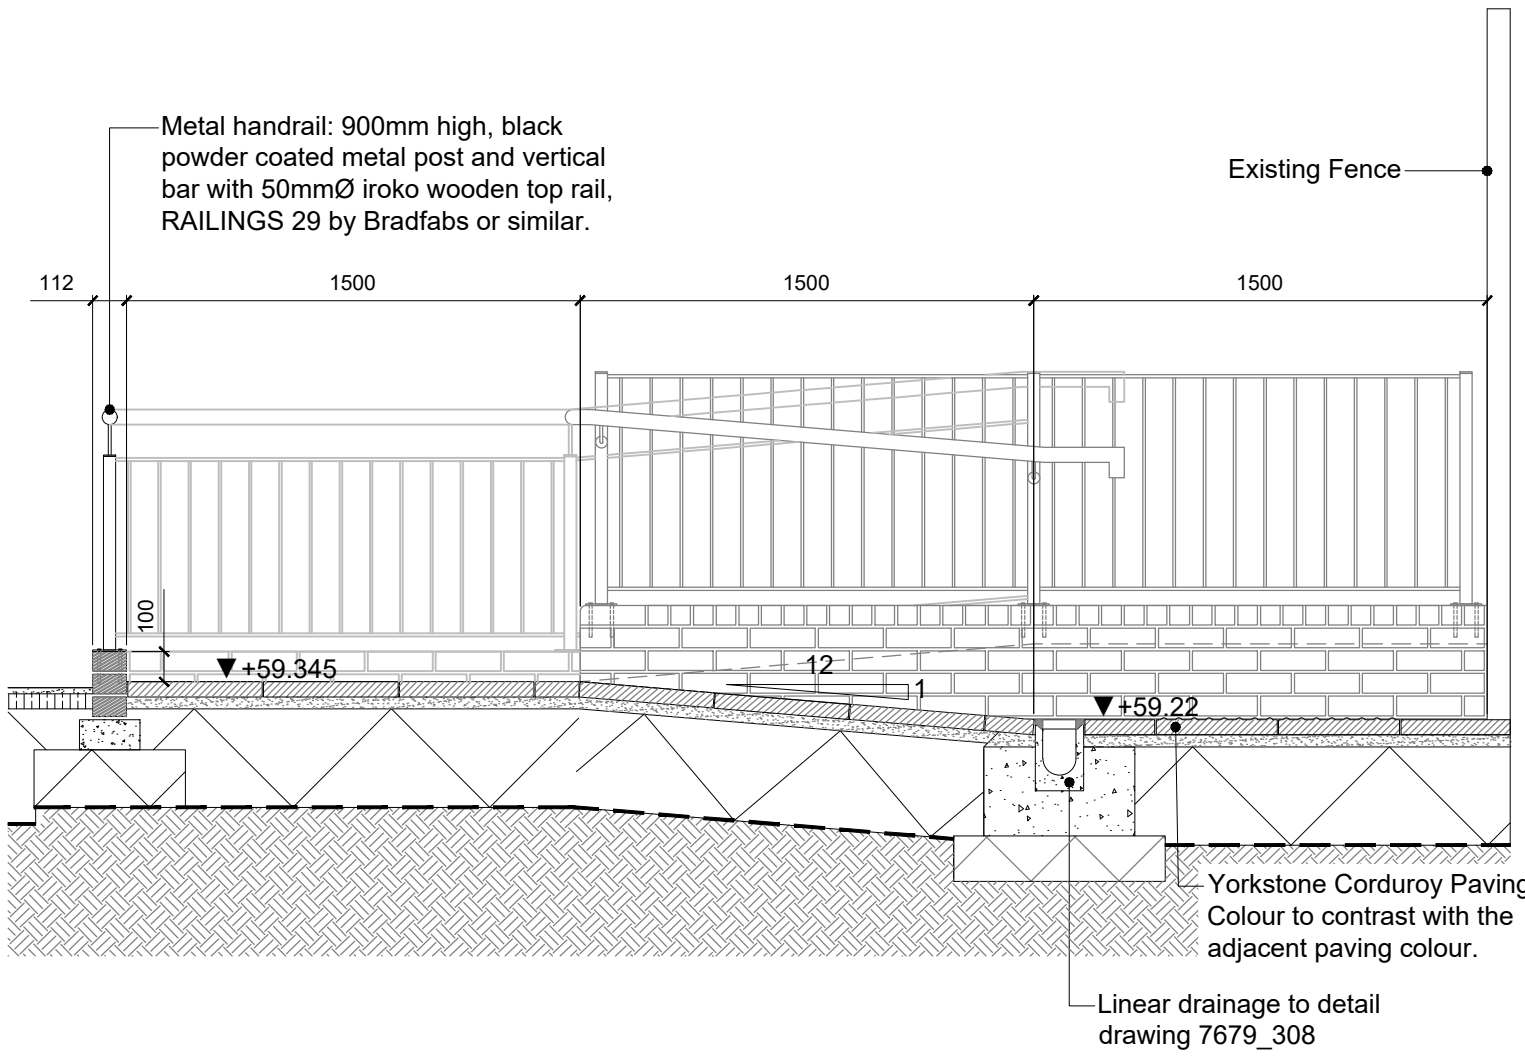 Metal handrail: 900mm high, black
powder coated metal post and vertical
bar with 50mmØ iroko wooden top rail,
RAILINGS 29 by Bradfabs or similar.
Existing Fence
112
1500
1500
1500
100
+59.345
12
1
+59.22
Yorkstone Corduroy Paving
Colour to contrast with the
adjacent paving colour.
Linear drainage to detail
drawing 7679_308